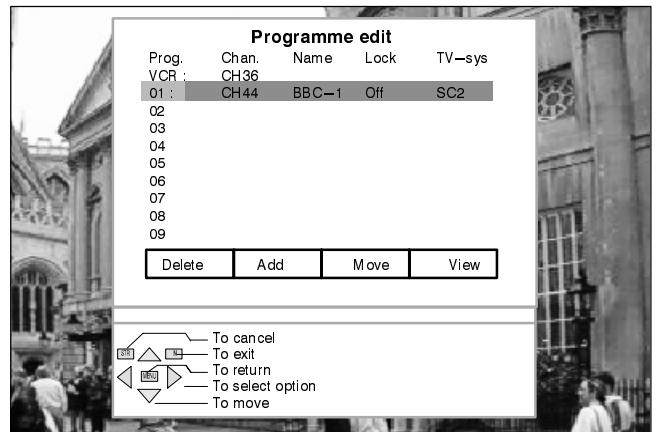 Programme edit
Prog. Chan. Name Lock TV—sys
VCR : CH36
01 : CH44 BBC—1 Off SC2
02
03
04
05
06
07
08
09
Delete Add Move View
To cancel
STR N To exit
MENU To return
To select option
To move